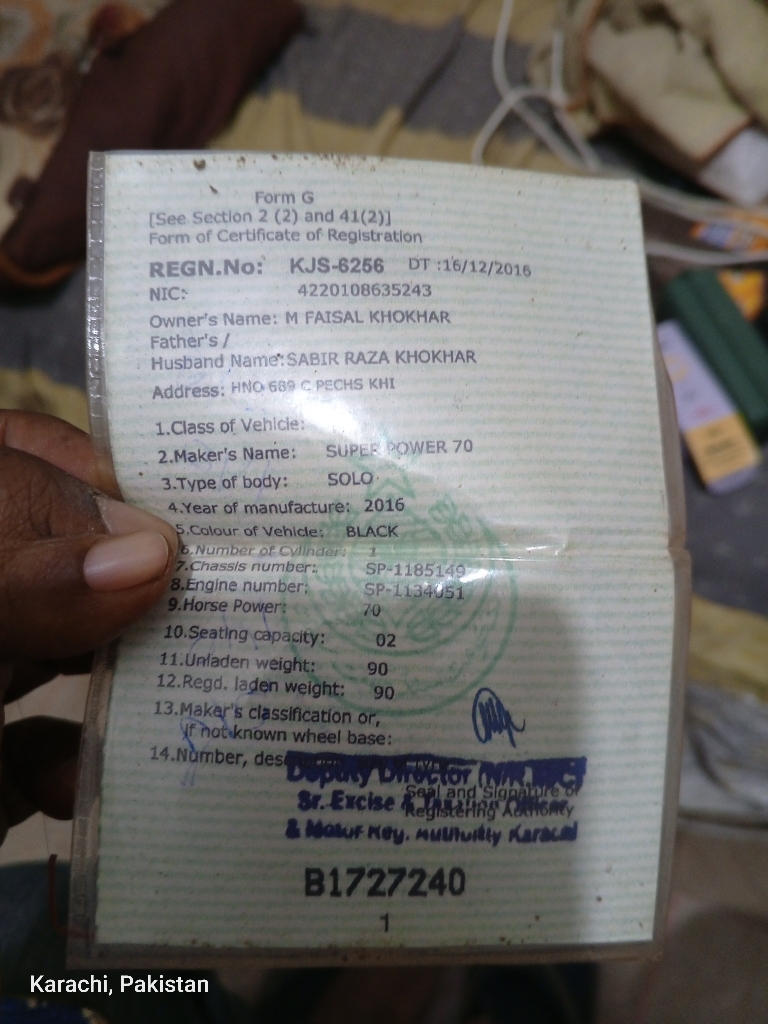 Form G
[See Section 2 (2) and 41(2)]
Form of Certificate of Registration
REGN.No: KJS-6256 DT :16/12/2016
NIC: 4220108635243
Owner's Name: M FAISAL KHOKHAR
Father's /
Husband Name: SABIR RAZA KHOKHAR
Address: HNO 689 C PECHS KHI
1.Class of Vehicle:
2.Maker's Name: SUPER POWER 70
3.Type of body: SOLO
4.Year of manufacture: 2016
5.Colour of Vehicle: BLACK
6.Number of Cylinder: 1
7.Chassis number: SP-1185149
8.Engine number: SP-1134051
9.Horse Power: 70
10.Seating capacity: 02
11.Unladen weight: 90
12.Regd. laden weight: 90
13.Maker's classification or,
if not known wheel base:
14.Number,
Deputy Director
Seal and Signature of
Sr. Excise & Taxation Officer
Registering Authority
& Motor Reg. Authority Karachi
B1727240
1
Karachi, Pakistan